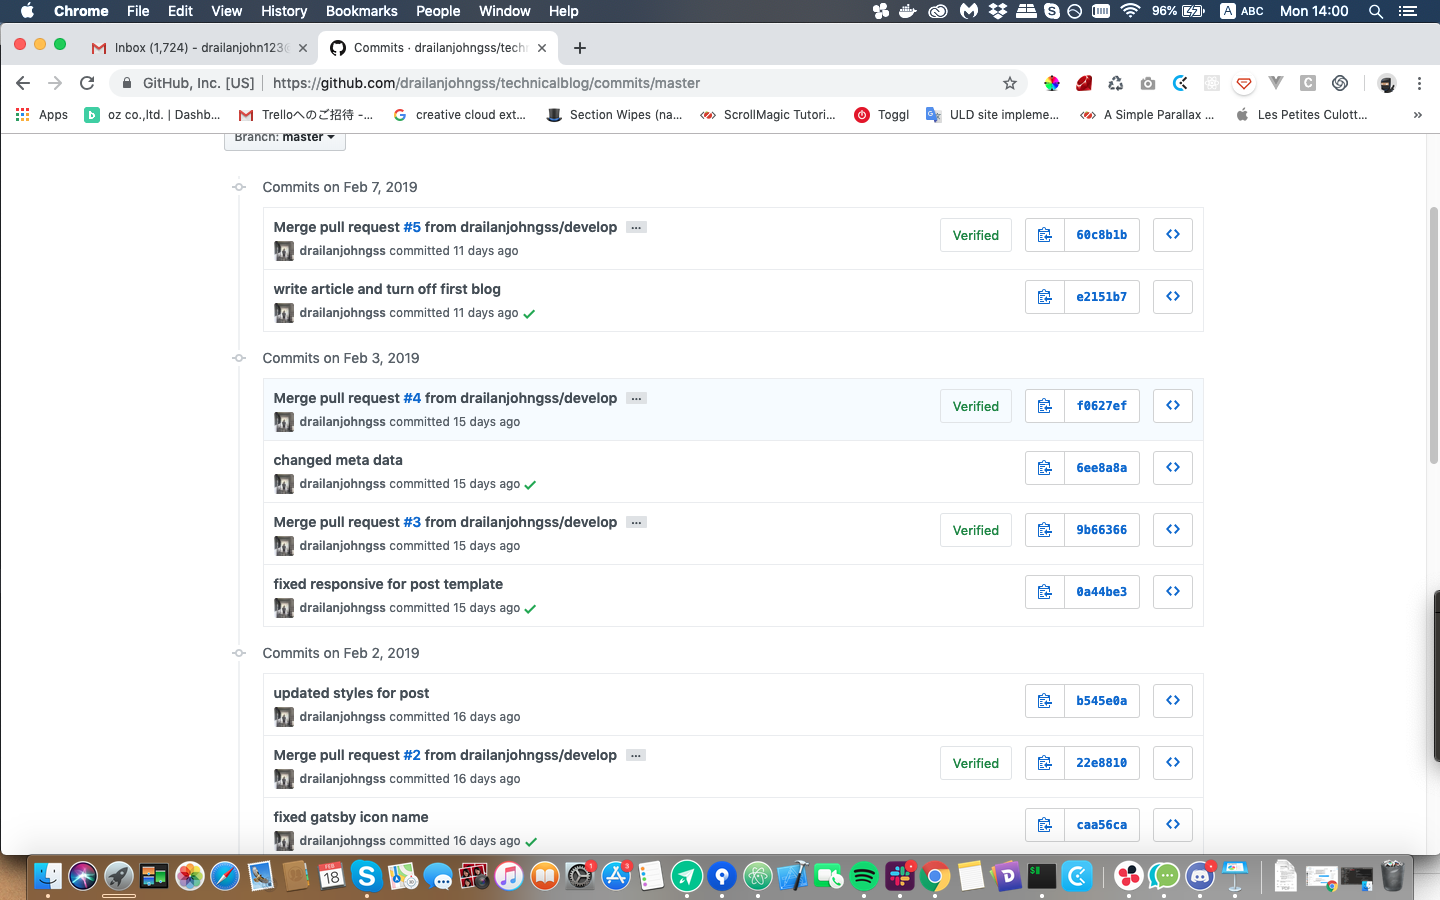 Chrome File Edit View History Bookmarks People Window Help 96% A ABC Mon 14:00
Inbox (1,724) - drailanjohn123@ Commits · drailanjohngss/techn
GitHub, Inc. [US] https://github.com/drailanjohngss/technicalblog/commits/master
Apps oz co.,ltd. | Dashb... Trelloへのご招待 -... creative cloud ext... Section Wipes (na... ScrollMagic Tutori... Toggl ULD site impleme... A Simple Parallax ... Les Petites Culott... »
Branch: master
Commits on Feb 7, 2019
Merge pull request #5 from drailanjohngss/develop ... Verified 60c8b1b
drailanjohngss committed 11 days ago
write article and turn off first blog e2151b7
drailanjohngss committed 11 days ago
Commits on Feb 3, 2019
Merge pull request #4 from drailanjohngss/develop ... Verified f0627ef
drailanjohngss committed 15 days ago
changed meta data 6ee8a8a
drailanjohngss committed 15 days ago
Merge pull request #3 from drailanjohngss/develop ... Verified 9b66366
drailanjohngss committed 15 days ago
fixed responsive for post template 0a44be3
drailanjohngss committed 15 days ago
Commits on Feb 2, 2019
updated styles for post b545e0a
drailanjohngss committed 16 days ago
Merge pull request #2 from drailanjohngss/develop ... Verified 22e8810
drailanjohngss committed 16 days ago
fixed gatsby icon name caa56ca
drailanjohngss committed 16 days ago
FEB
18
1
3